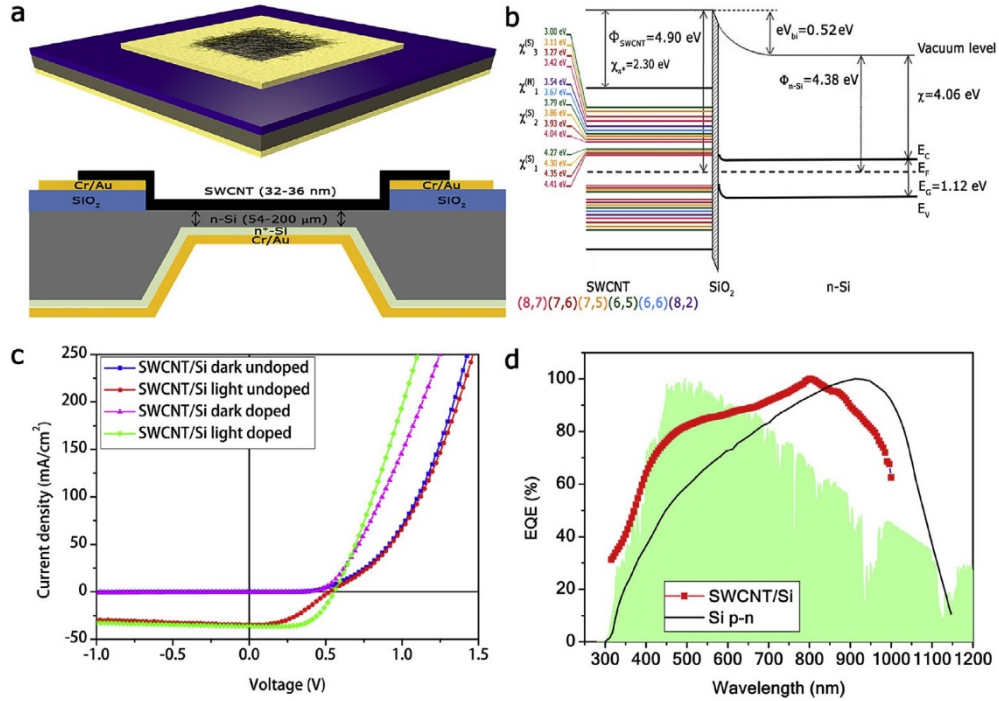 a
Cr/Au
SiO2
SWCNT (32-36 nm)
Cr/Au
SiO2
n-Si (54-200 μm)
n+-Si
Cr/Au
b
eVbi=0.52eV
Vacuum level
ΦSWCNT=4.90 eV
χπ*=2.30 eV
Φn-Si=4.38 eV
χ=4.06 eV
χ(S)3
3.00 eV
3.11 eV
3.27 eV
3.42 eV
χ(M)1
3.54 eV
3.67 eV
χ(S)2
3.79 eV
3.86 eV
3.93 eV
4.04 eV
χ(S)1
4.27 eV
4.30 eV
4.35 eV
4.41 eV
EC
EF
EG=1.12 eV
EV
SWCNT SiO2 n-Si
(8,7)(7,6)(7,5)(6,5)(6,6)(8,2)
c
SWCNT/Si dark undoped
SWCNT/Si light undoped
SWCNT/Si dark doped
SWCNT/Si light doped
Current density (mA/cm2)
250
200
150
100
50
0
-50
-1.0 -0.5 0.0 0.5 1.0 1.5
Voltage (V)
d
EQE (%)
100
80
60
40
20
0
SWCNT/Si
Si p-n
300 400 500 600 700 800 900 1000 1100 1200
Wavelength (nm)